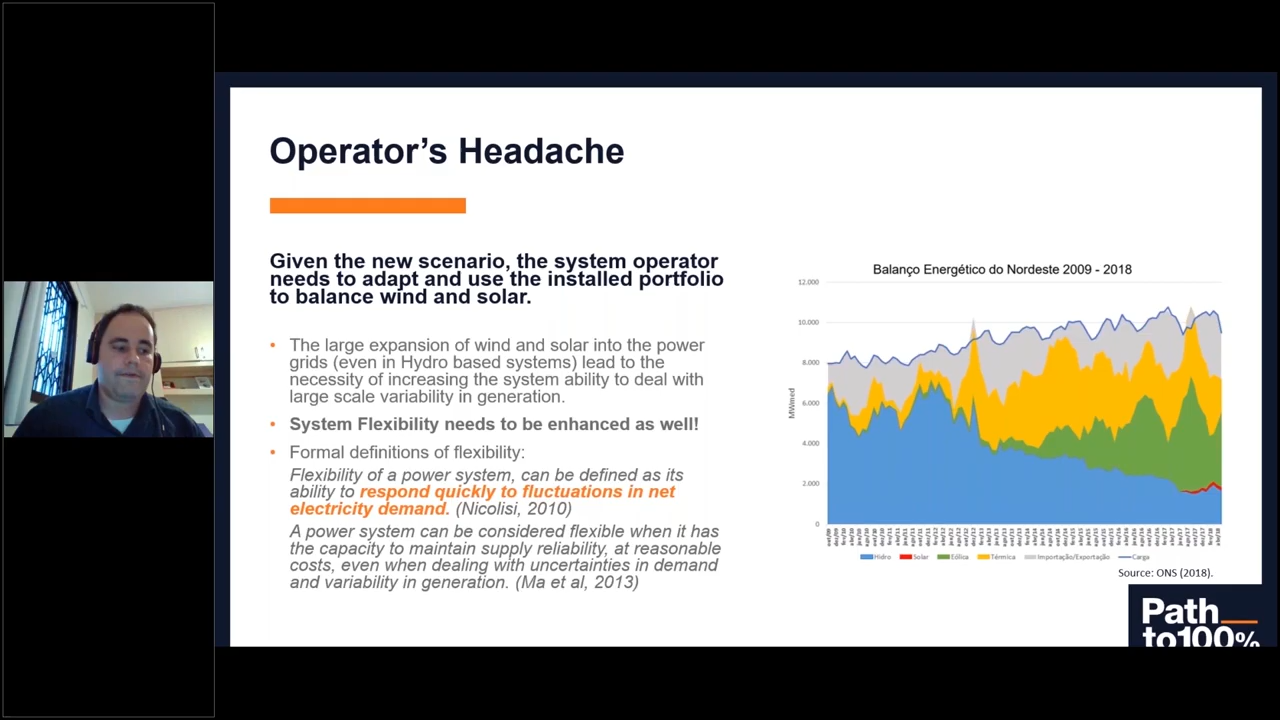 Operator’s Headache
Given the new scenario, the system operator
needs to adapt and use the installed portfolio
to balance wind and solar.
• The large expansion of wind and solar into the power
grids (even in Hydro based systems) lead to the
necessity of increasing the system ability to deal with
large scale variability in generation.
• System Flexibility needs to be enhanced as well!
• Formal definitions of flexibility:
Flexibility of a power system, can be defined as its
ability to respond quickly to fluctuations in net
electricity demand. (Nicolisi, 2010)
A power system can be considered flexible when it has
the capacity to maintain supply reliability, at reasonable
costs, even when dealing with uncertainties in demand
and variability in generation. (Ma et al, 2013)
Balanço Energético do Nordeste 2009 - 2018
12.000
10.000
8.000
6.000
4.000
2.000
0
MWmed
Hidro Solar Eólica Térmica Importação/Exportação Carga
Source: ONS (2018).
Path
to100%